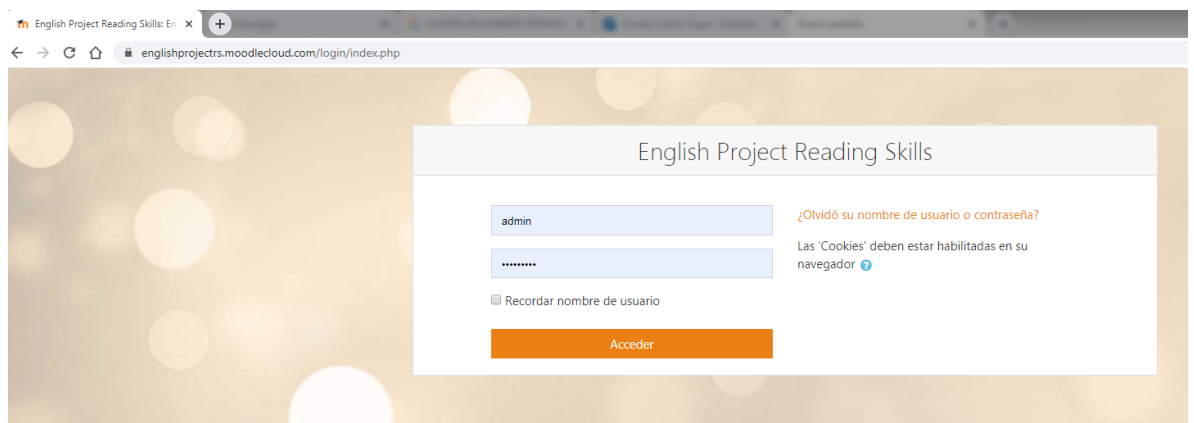 English Project Reading Skills: En
englishprojectrs.moodlecloud.com/login/index.php
English Project Reading Skills
admin
¿Olvidó su nombre de usuario o contraseña?
•••••••••
Las 'Cookies' deben estar habilitadas en su
navegador
Recordar nombre de usuario
Acceder